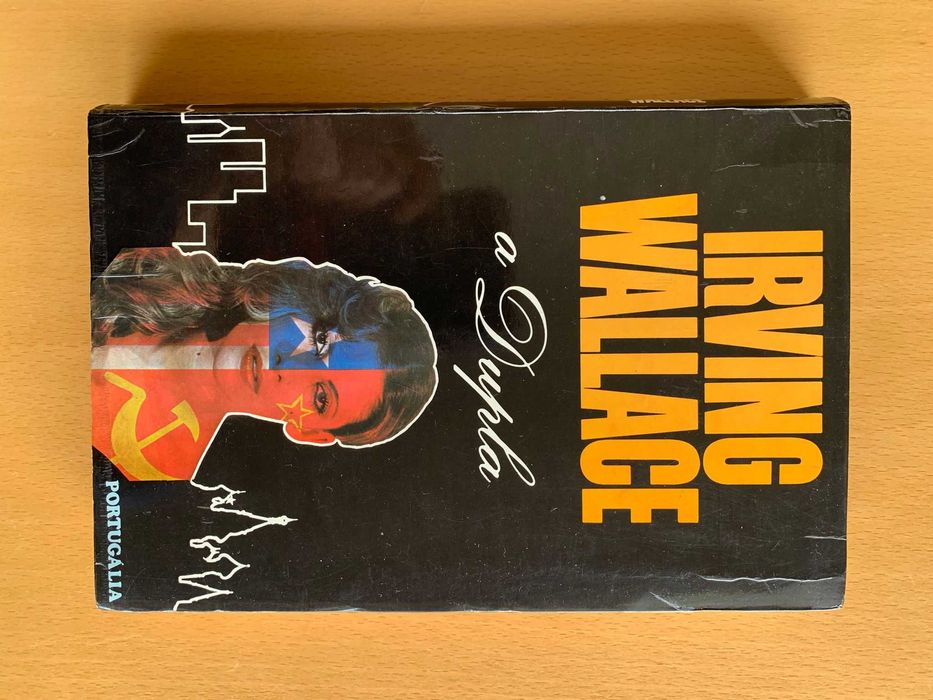 IRVING
WALLACE
a Dupla
PORTUGÁLIA